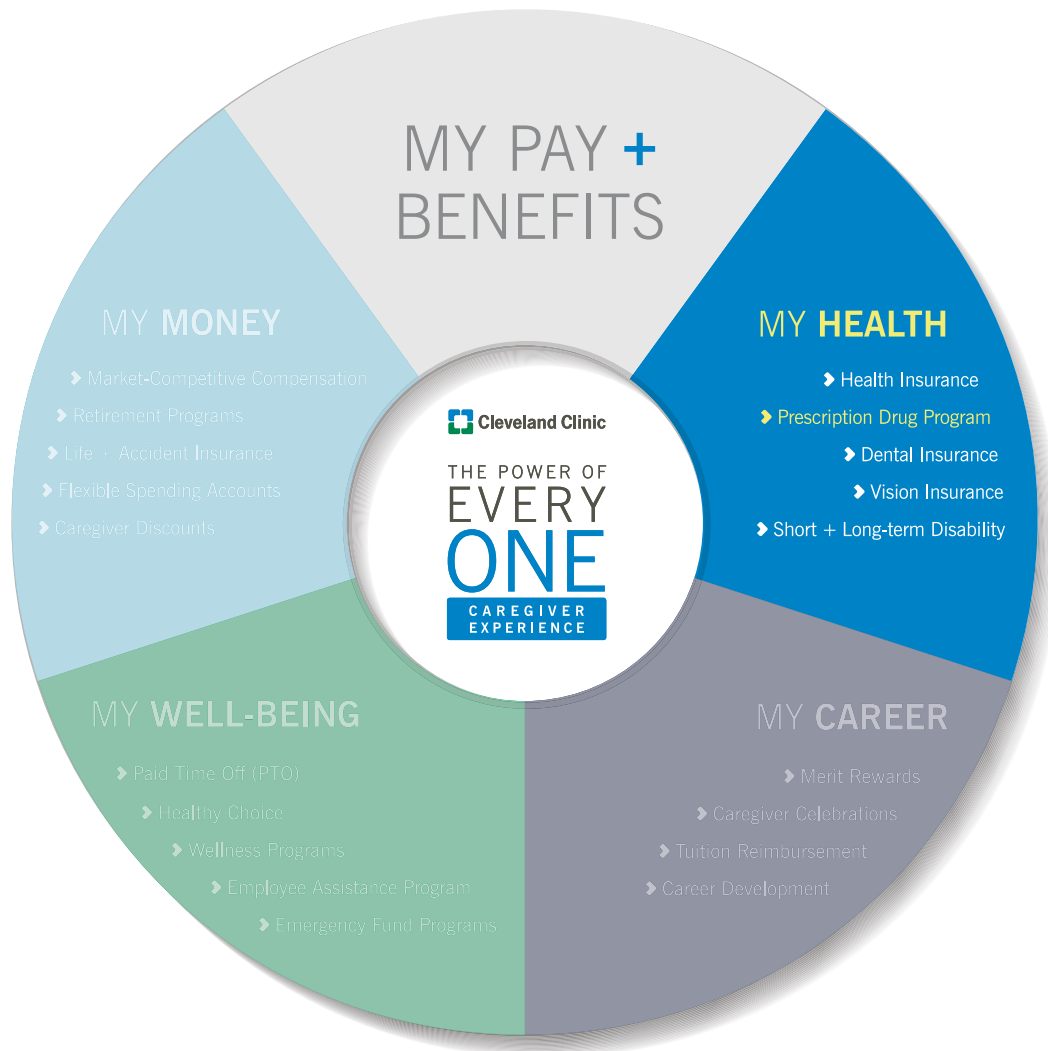 MY PAY +
BENEFITS
MY MONEY
Market-Competitive Compensation
Retirement Programs
Life + Accident Insurance
Flexible Spending Accounts
Caregiver Discounts
MY HEALTH
Health Insurance
Prescription Drug Program
Dental Insurance
Vision Insurance
Short + Long-term Disability
Cleveland Clinic
THE POWER OF
EVERY
ONE
CAREGIVER
EXPERIENCE
MY WELL-BEING
Paid Time Off (PTO)
Healthy Choice
Wellness Programs
Employee Assistance Program
Emergency Fund Programs
MY CAREER
Merit Rewards
Caregiver Celebrations
Tuition Reimbursement
Career Development